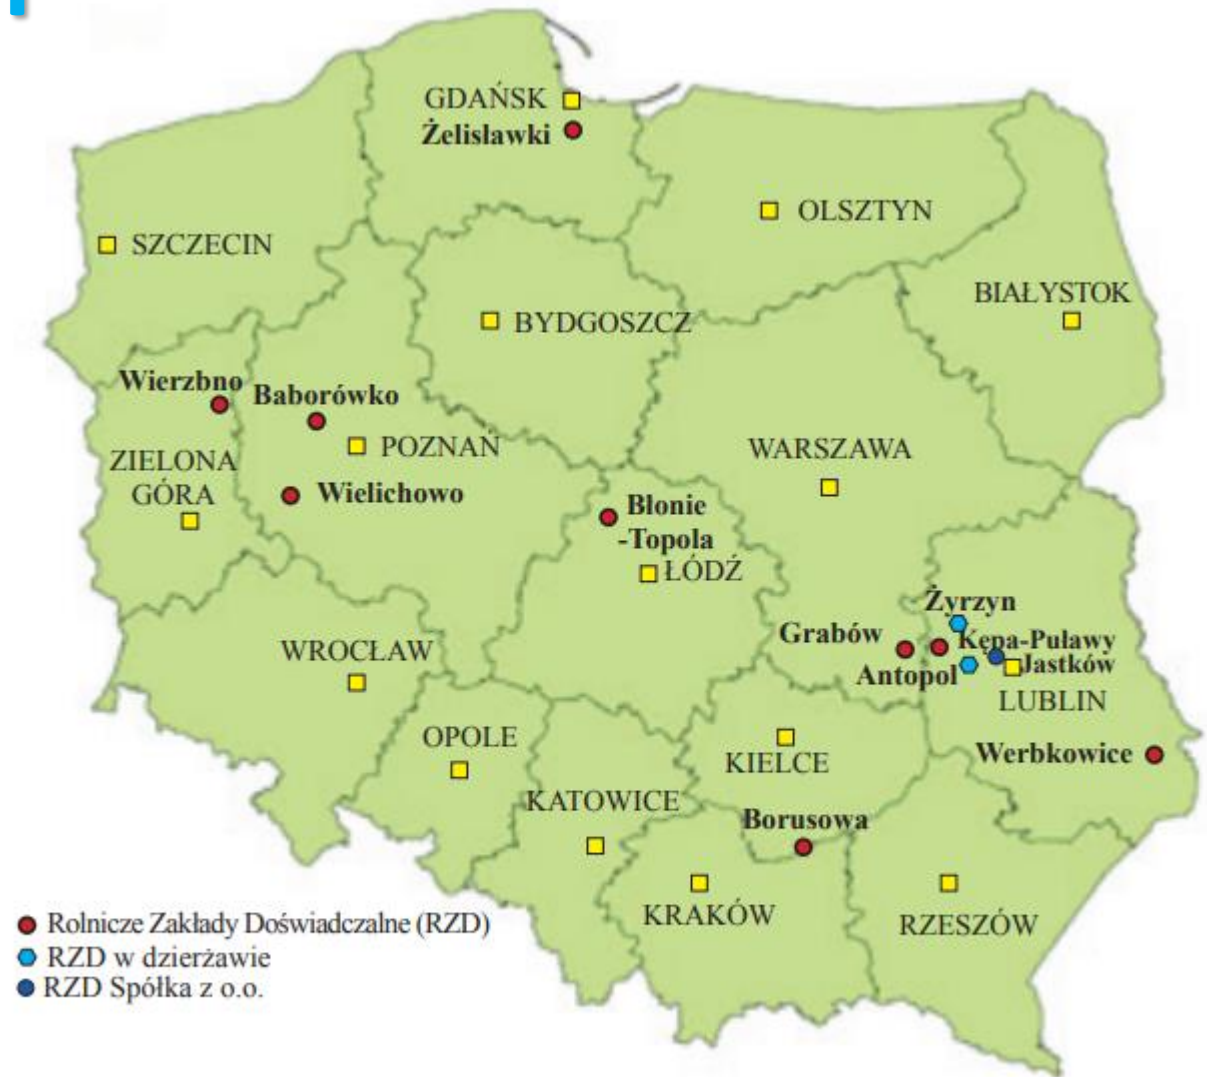 GDAŃSK
Żelisławki
OLSZTYN
SZCZECIN
BIAŁYSTOK
BYDGOSZCZ
Wierzbno
Baborówko
POZNAŃ
WARSZAWA
ZIELONA
GÓRA
Wielichowo
Błonie
-Topola
ŁÓDŹ
Żyrzyn
Grabów
Kępa-Puławy
Jastków
Antopol
WROCŁAW
LUBLIN
OPOLE
KIELCE
Werbkowice
KATOWICE
Borusowa
KRAKÓW
RZESZÓW
Rolnicze Zakłady Doświadczalne (RZD)
RZD w dzierżawie
RZD Spółka z o.o.